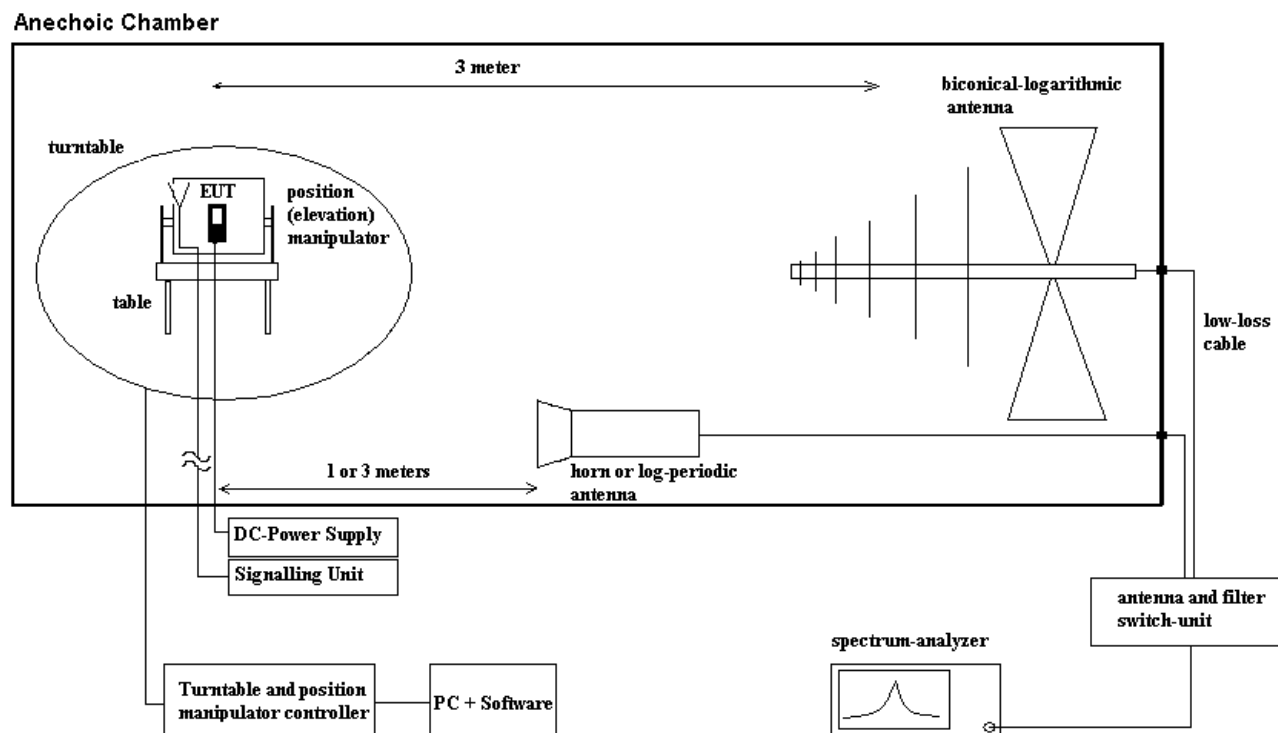 Anechoic Chamber
3 meter
biconical-logarithmic
antenna
turntable
EUT
position
(elevation)
manipulator
table
low-loss
cable
1 or 3 meters
horn or log-periodic
antenna
DC-Power Supply
Signalling Unit
antenna and filter
switch-unit
spectrum-analyzer
Turntable and position
manipulator controller
PC + Software